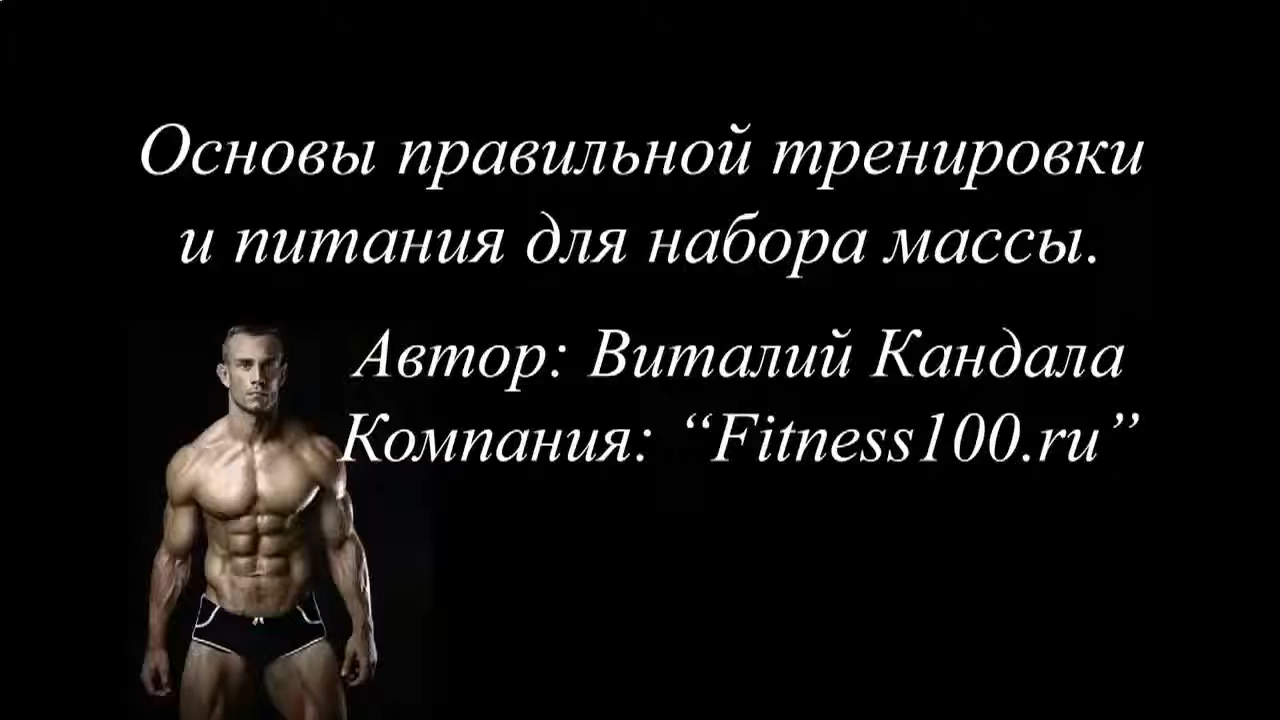 Основы правильной тренировки
и питания для набора массы.
Автор: Виталий Кандала
Компания: “Fitness100.ru”